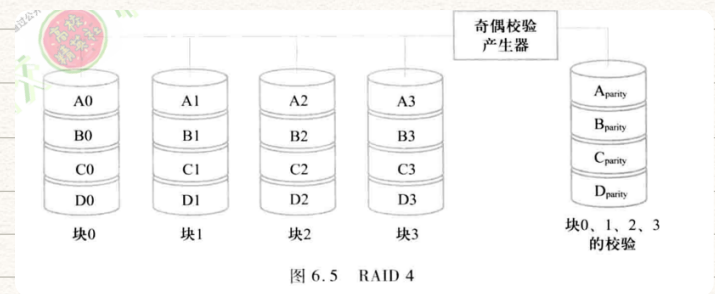 奇偶校验
产生器
A0 A1 A2 A3 Aparity
B0 B1 B2 B3 Bparity
C0 C1 C2 C3 Cparity
D0 D1 D2 D3 Dparity
块0 块1 块2 块3 块0、1、2、3
的校验
图 6.5 RAID 4